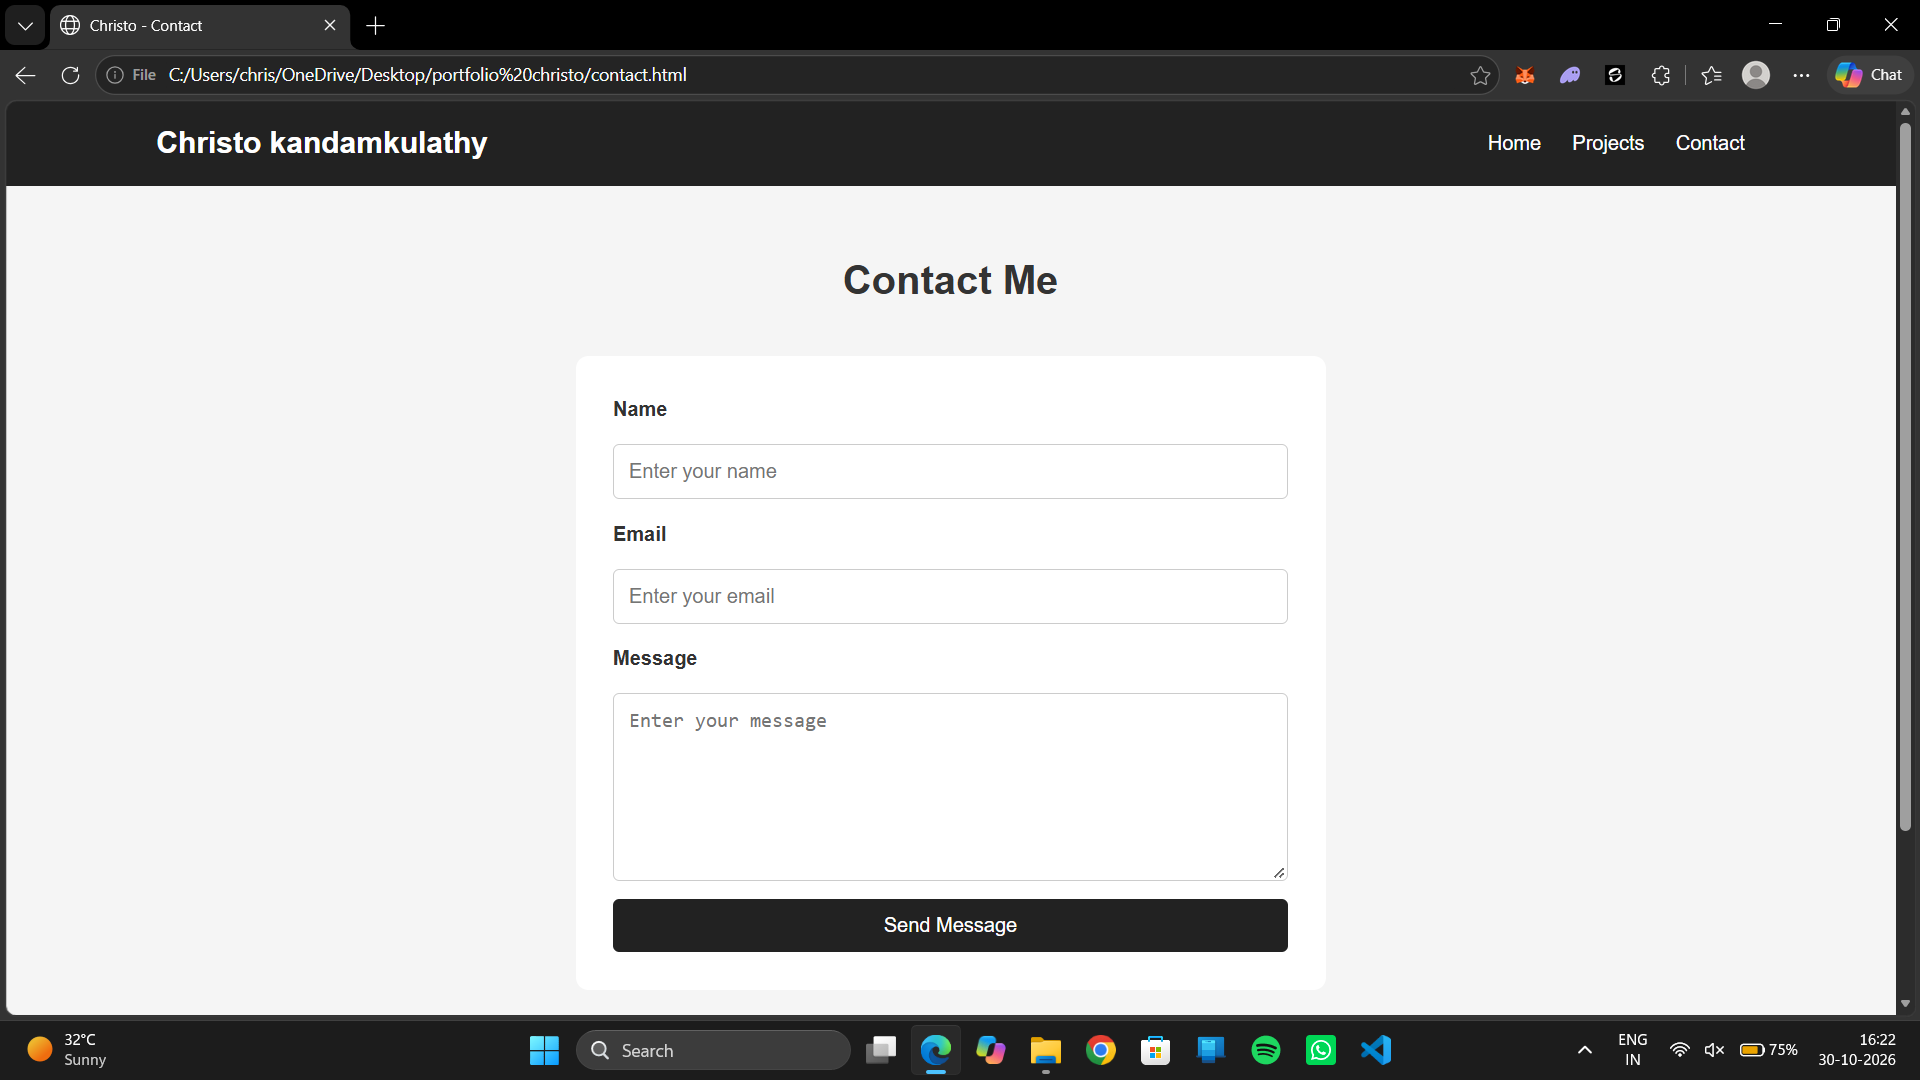 Christo - Contact
File C:/Users/chris/OneDrive/Desktop/portfolio%20christo/contact.html
Chat
Christo kandamkulathy
Home Projects Contact
Contact Me
Name
Enter your name
Email
Enter your email
Message
Enter your message
Send Message
32°C
Sunny
Search
ENG
IN
75%
16:22
30-10-2026